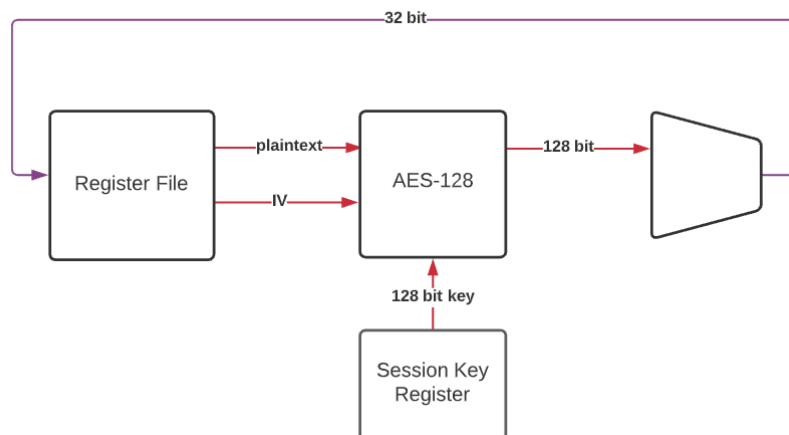 32 bit
plaintext
Register File
IV
AES-128
128 bit
128 bit key
Session Key
Register